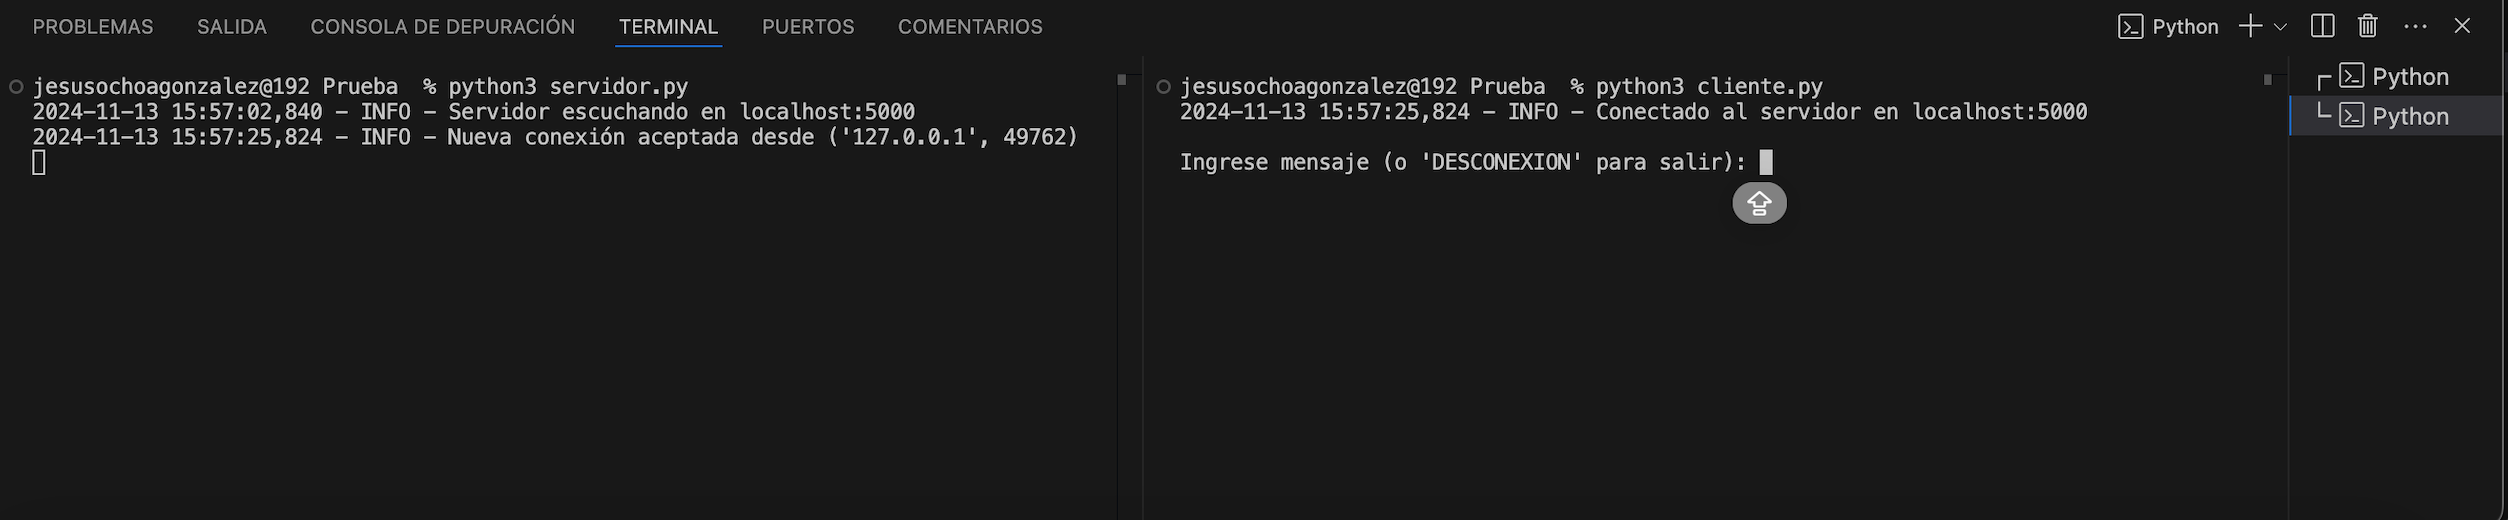 PROBLEMAS SALIDA CONSOLA DE DEPURACIÓN TERMINAL PUERTOS COMENTARIOS Python
jesusochoagonzalez@192 Prueba % python3 servidor.py
2024-11-13 15:57:02,840 - INFO - Servidor escuchando en localhost:5000
2024-11-13 15:57:25,824 - INFO - Nueva conexión aceptada desde ('127.0.0.1', 49762)
jesusochoagonzalez@192 Prueba % python3 cliente.py
2024-11-13 15:57:25,824 - INFO - Conectado al servidor en localhost:5000
Ingrese mensaje (o 'DESCONEXION' para salir):
Python
Python